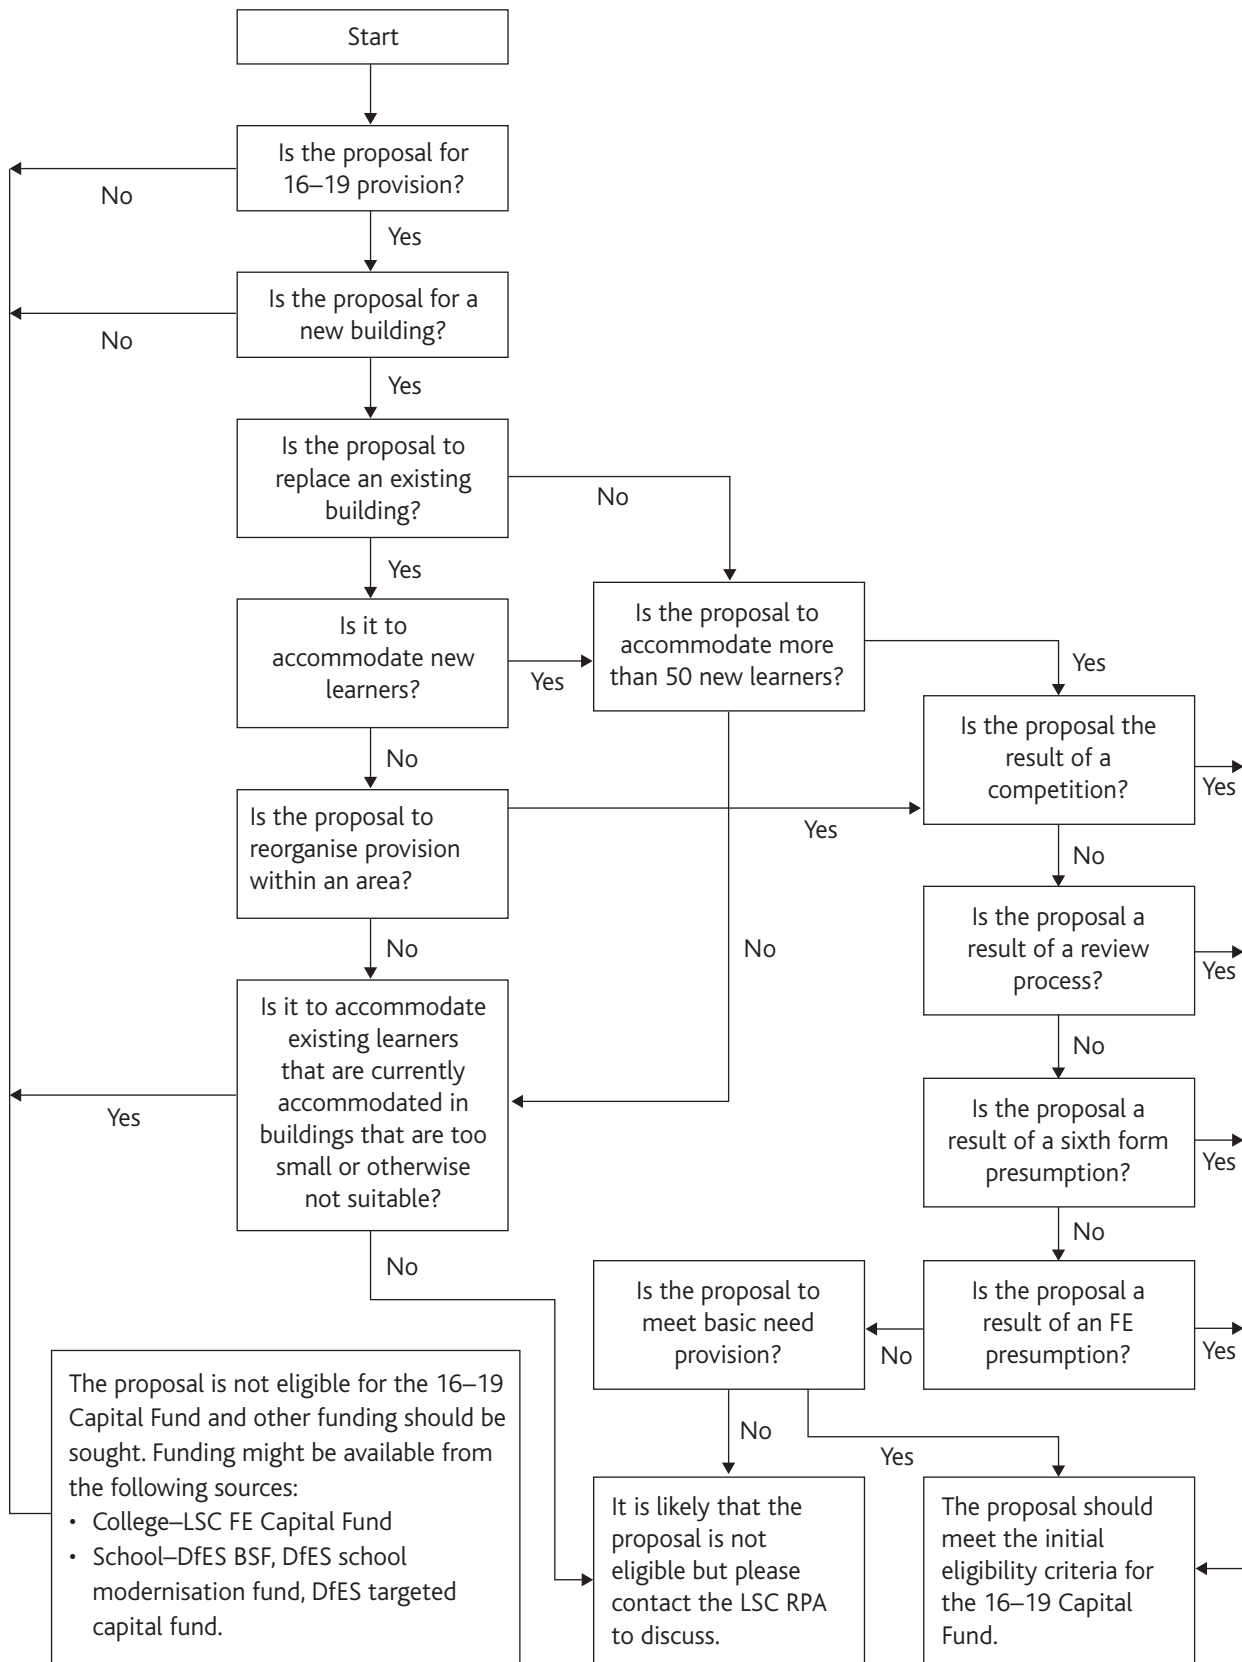 Start
Is the proposal for
16–19 provision?
No
Yes
Is the proposal for a
new building?
No
Yes
Is the proposal to
replace an existing
building?
No
Yes
Is it to
accommodate new
learners?
Yes
No
Is the proposal to
accommodate more
than 50 new learners?
Yes
No
Is the proposal to
reorganise provision
within an area?
Yes
No
Is it to accommodate
existing learners
that are currently
accommodated in
buildings that are too
small or otherwise
not suitable?
Yes
No
Is the proposal the
result of a
competition?
Yes
No
Is the proposal a
result of a review
process?
Yes
No
Is the proposal a
result of a sixth form
presumption?
Yes
No
Is the proposal a
result of an FE
presumption?
Yes
No
Is the proposal to
meet basic need
provision?
No
Yes
The proposal is not eligible for the 16–19
Capital Fund and other funding should be
sought. Funding might be available from
the following sources:
• College–LSC FE Capital Fund
• School–DfES BSF, DfES school
modernisation fund, DfES targeted
capital fund.
It is likely that the
proposal is not
eligible but please
contact the LSC RPA
to discuss.
The proposal should
meet the initial
eligibility criteria for
the 16–19 Capital
Fund.